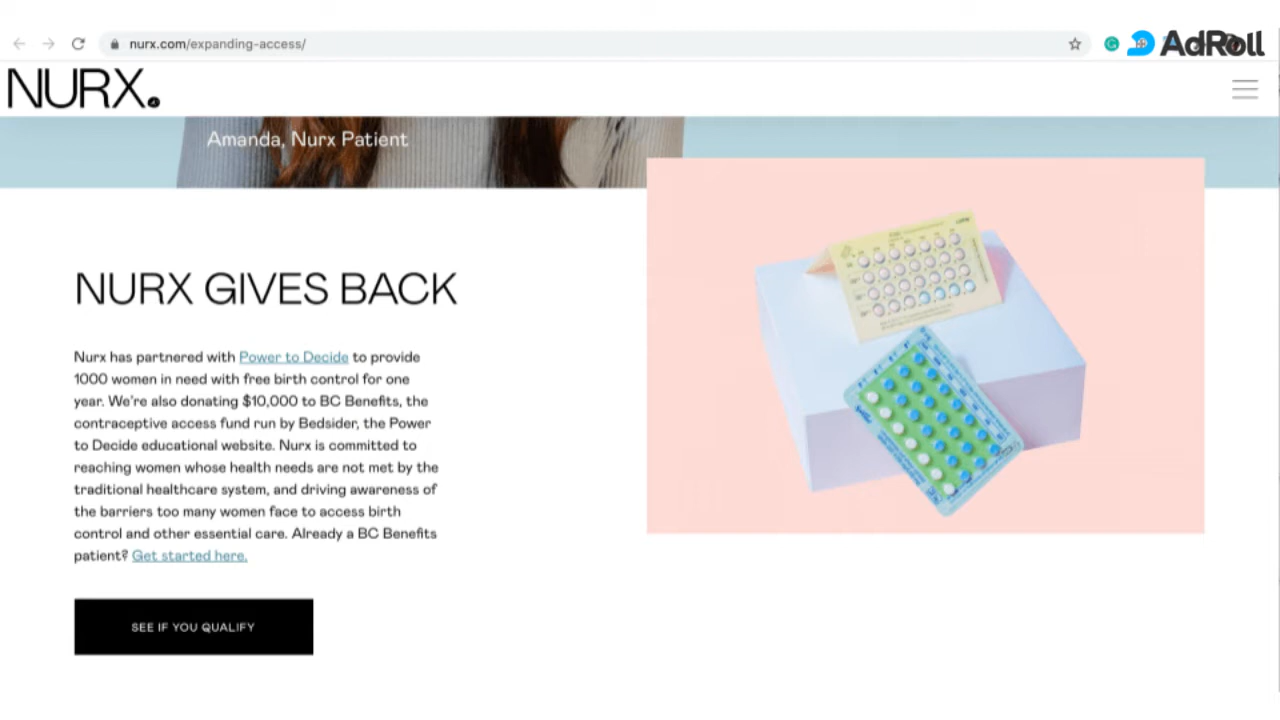 nurx.com/expanding-access/
AdRoll
NURX.
Amanda, Nurx Patient
NURX GIVES BACK
Nurx has partnered with Power to Decide to provide
1000 women in need with free birth control for one
year. We're also donating $10,000 to BC Benefits, the
contraceptive access fund run by Bedsider, the Power
to Decide educational website. Nurx is committed to
reaching women whose health needs are not met by the
traditional healthcare system, and driving awareness of
the barriers too many women face to access birth
control and other essential care. Already a BC Benefits
patient? Get started here.
SEE IF YOU QUALIFY